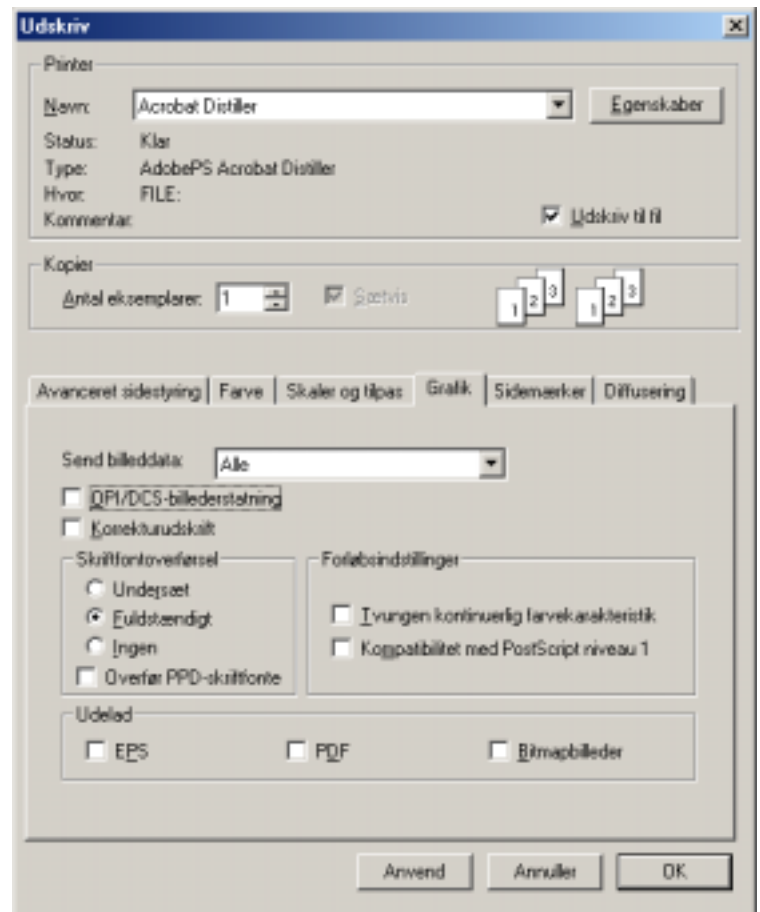 Udskriv
Printer
Navn: Acrobat Distiller Egenskaber
Status: Klar
Type: AdobePS Acrobat Distiller
Hvor: FILE:
Kommentar: Udskriv til fil
Kopier
Antal eksemplarer: 1 Sætvis 1 2 3 1 2 3
Avanceret sidestyring Farve Skaler og tilpas Grafik Sidemærker Diffusering
Send billeddata: Alle
OPI/DCS-billederstatning
Korrekturudskrift
Skriftfontoverførsel Forløbsindstillinger
Undersæt
Fuldstændigt Tvungen kontinuerlig farvekarakteristik
Ingen Kompatibilitet med PostScript niveau 1
Overfør PPD-skriftfonte
Udelad
EPS PDF Bitmapbilleder
Anvend Annuller OK